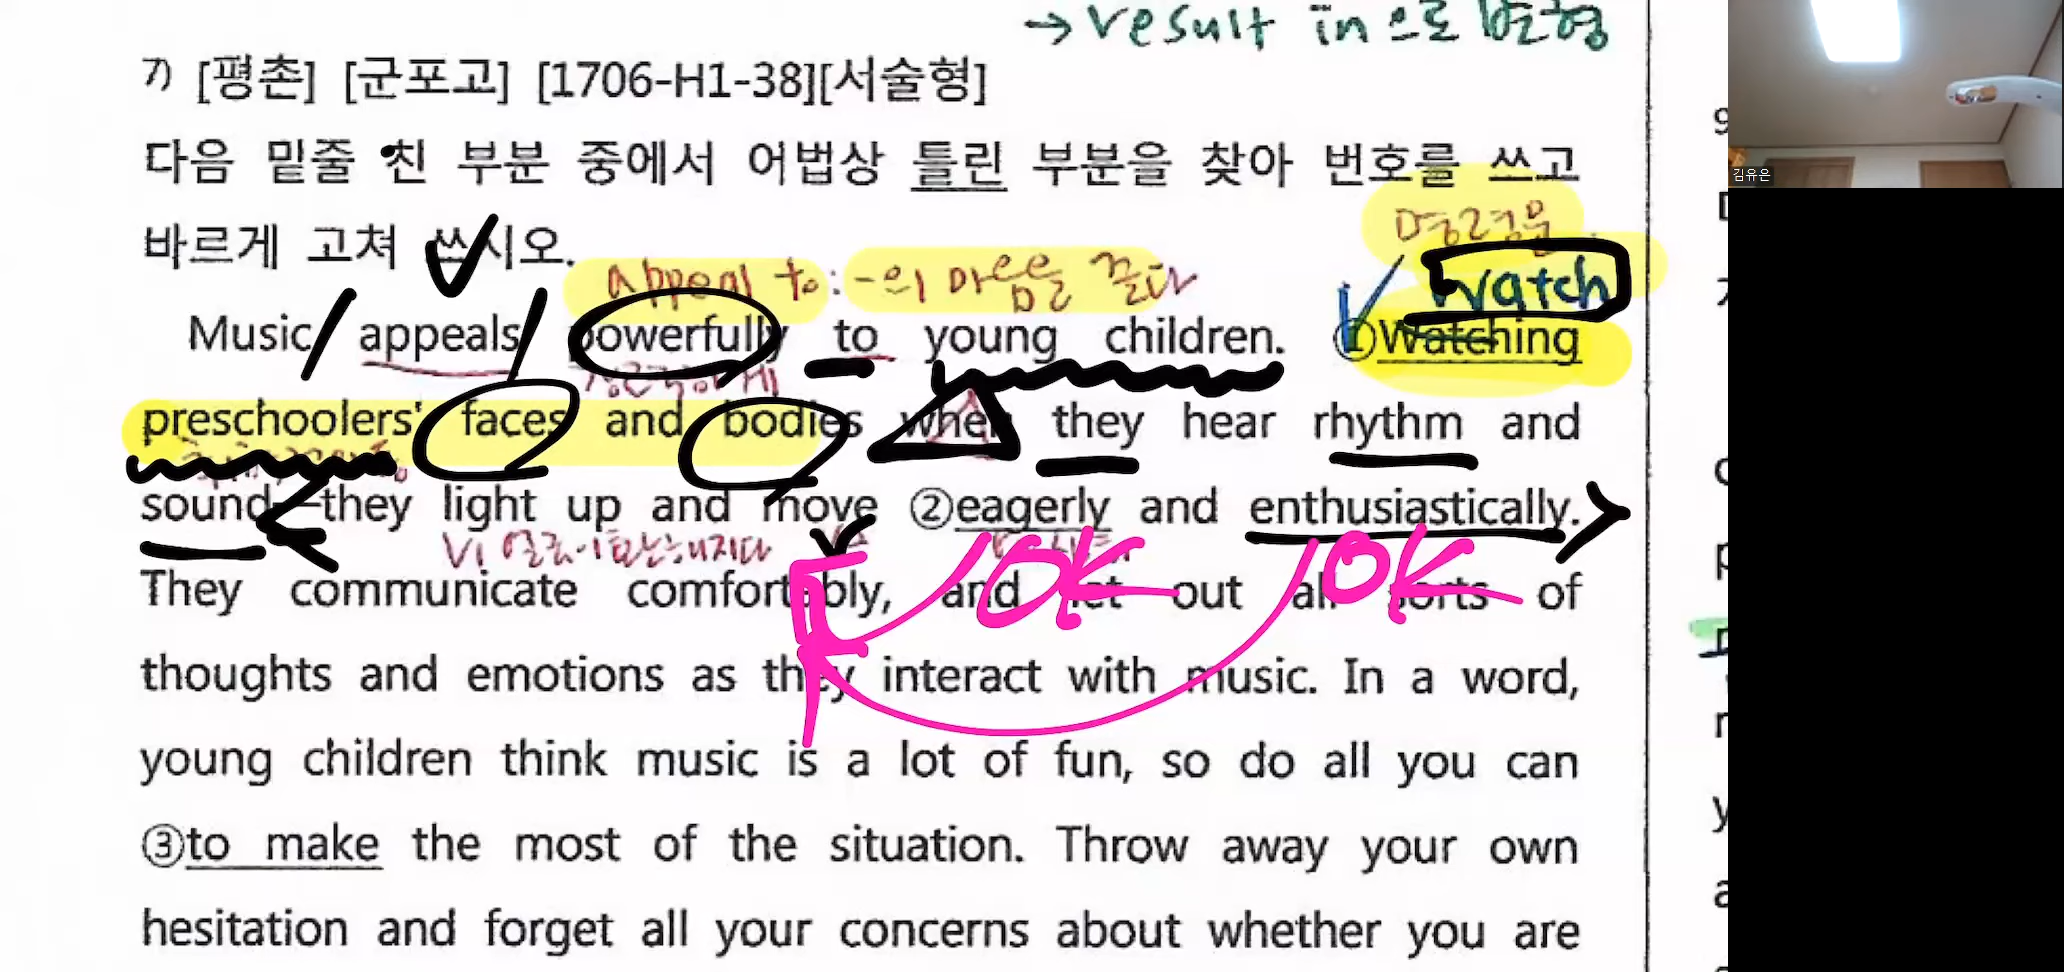 → result in으로 변형
7) [평촌] [군포고] [1706-H1-38][서술형]
다음 밑줄 친 부분 중에서 어법상 틀린 부분을 찾아 번호를 쓰고
바르게 고쳐 쓰시오.
명령문
appeal to : ~의 마음을 끌다
Watch
Music appeals powerfully to young children. ①Watching
강력하게
preschoolers' faces and bodies when they hear rhythm and
sound—they light up and move ②eagerly and enthusiastically.
OK OK
They communicate comfortably, and let out all sorts of
thoughts and emotions as they interact with music. In a word,
young children think music is a lot of fun, so do all you can
③to make the most of the situation. Throw away your own
hesitation and forget all your concerns about whether you are
김유은